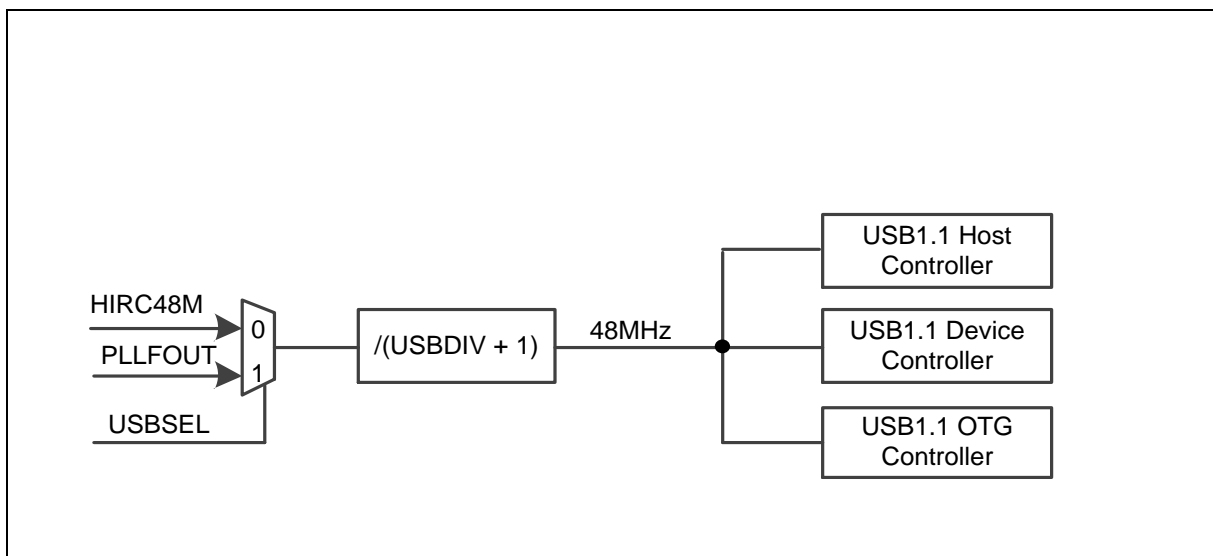 HIRC48M
PLLFOUT
USBSEL
0
1
/(USBDIV + 1)
48MHz
USB1.1 Host
Controller
USB1.1 Device
Controller
USB1.1 OTG
Controller